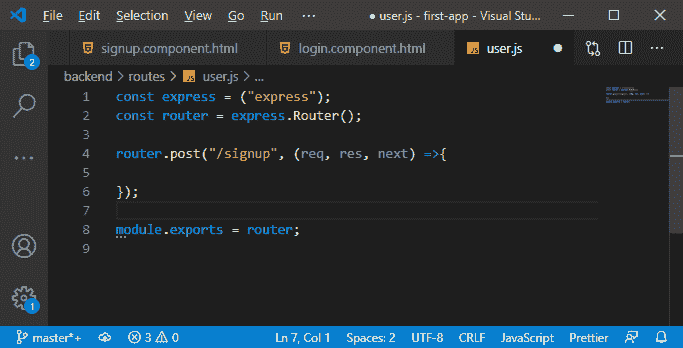 File Edit Selection View Go Run ··· ● user.js - first-app - Visual Stu...
signup.component.html login.component.html user.js ●
backend > routes > JS user.js > ...
1 const express = ("express");
2 const router = express.Router();
3
4 router.post("/signup", (req, res, next) =>{
5
6 });
7
8 module.exports = router;
9
2
1
master*+ 3 0 Ln 7, Col 1 Spaces: 2 UTF-8 CRLF JavaScript Prettier